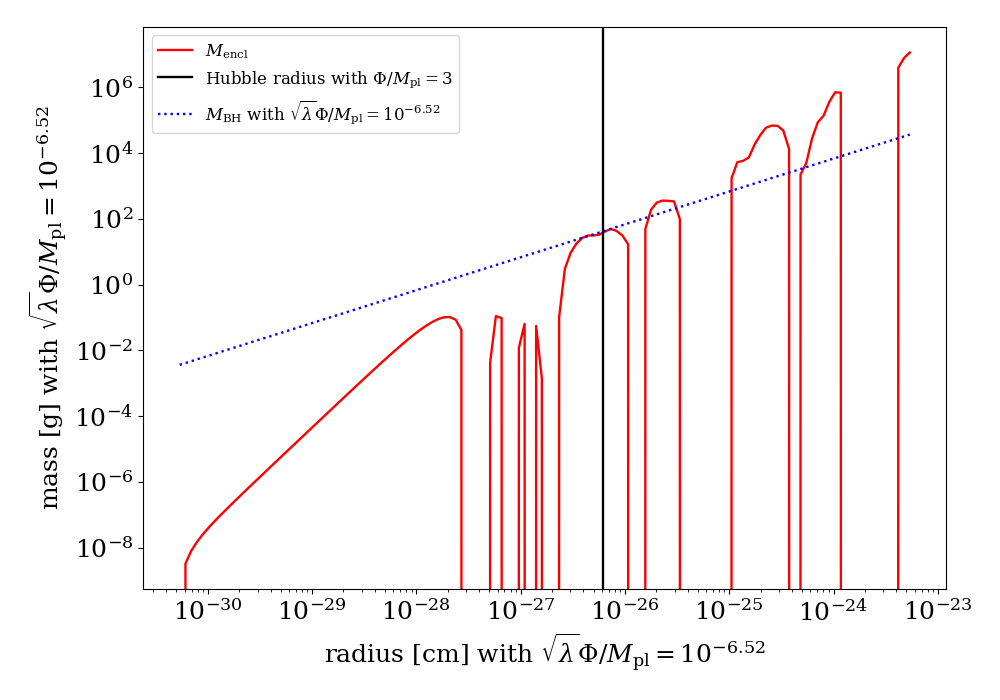 M_encl
Hubble radius with Φ/M_pl = 3
M_BH with √λΦ/M_pl = 10^−6.52
mass [g] with √λΦ/M_pl = 10^−6.52
10^6
10^4
10^2
10^0
10^−2
10^−4
10^−6
10^−8
10^−30 10^−29 10^−28 10^−27 10^−26 10^−25 10^−24 10^−23
radius [cm] with √λΦ/M_pl = 10^−6.52